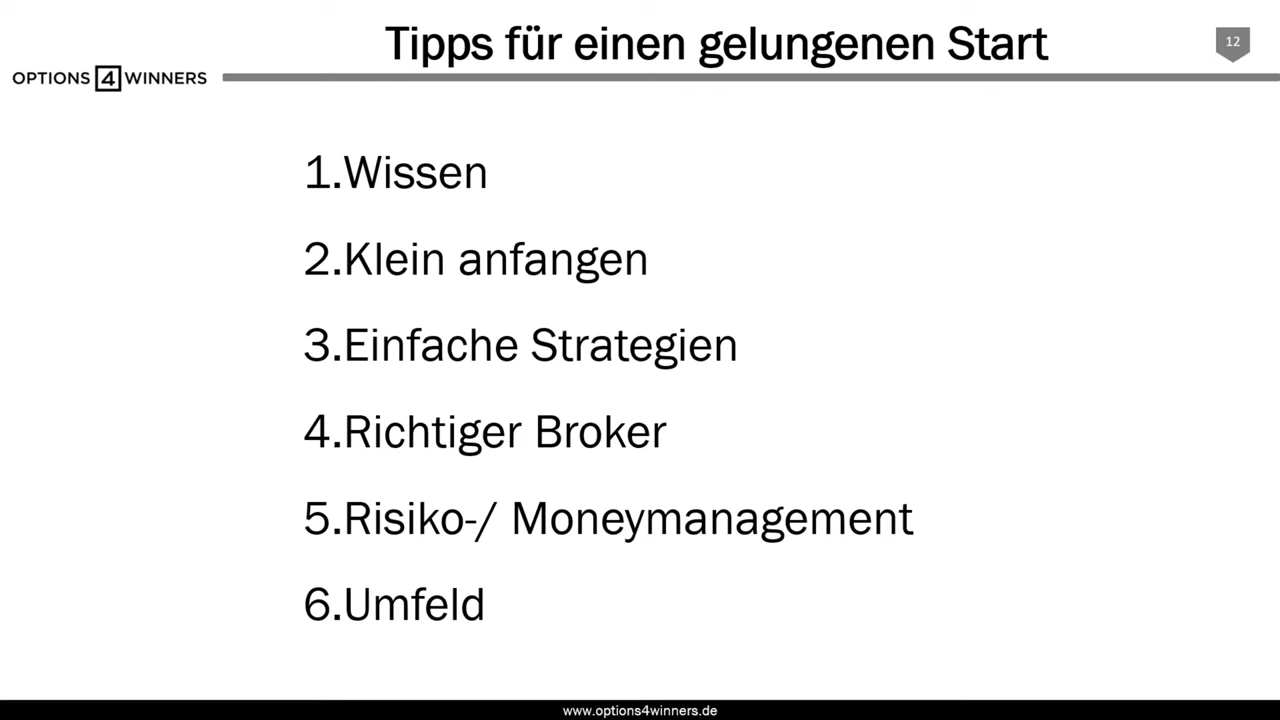 Tipps für einen gelungenen Start
12
OPTIONS 4 WINNERS
1.Wissen
2.Klein anfangen
3.Einfache Strategien
4.Richtiger Broker
5.Risiko-/ Moneymanagement
6.Umfeld
www.options4winners.de